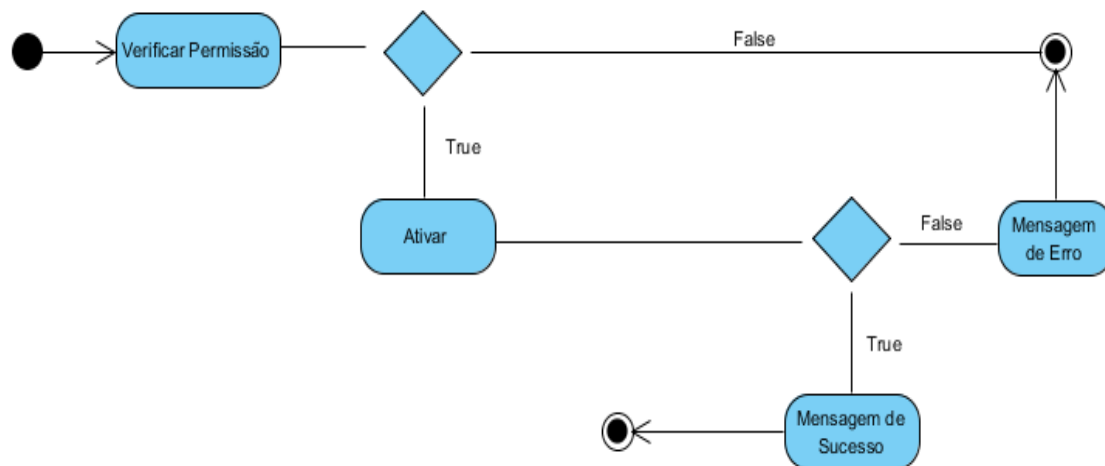 False
Verificar Permissão
True
Ativar
False
Mensagem
de Erro
True
Mensagem de
Sucesso